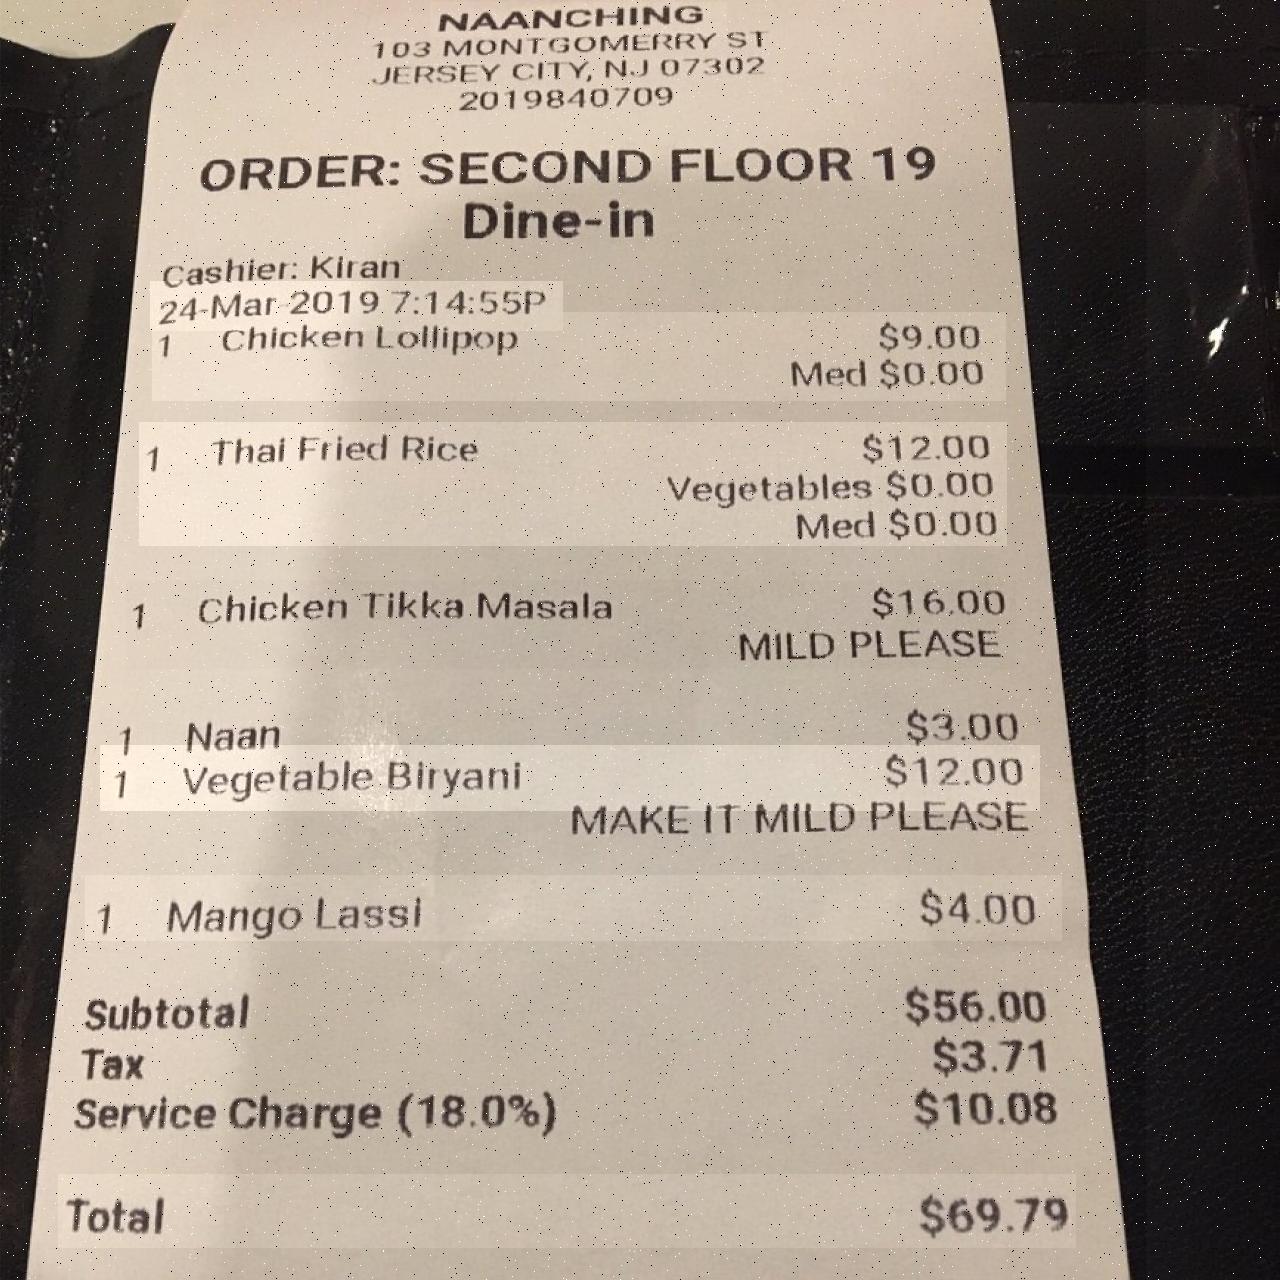 NAANCHING
103 MONTGOMERRY ST
JERSEY CITY, NJ 07302
2019840709
ORDER: SECOND FLOOR 19
Dine-in
Cashier: Kiran
24-Mar-2019 7:14:55P
1 Chicken Lollipop $9.00
Med $0.00
1 Thai Fried Rice $12.00
Vegetables $0.00
Med $0.00
1 Chicken Tikka Masala $16.00
MILD PLEASE
1 Naan $3.00
1 Vegetable Biryani $12.00
MAKE IT MILD PLEASE
1 Mango Lassi $4.00
Subtotal $56.00
Tax $3.71
Service Charge (18.0%) $10.08
Total $69.79